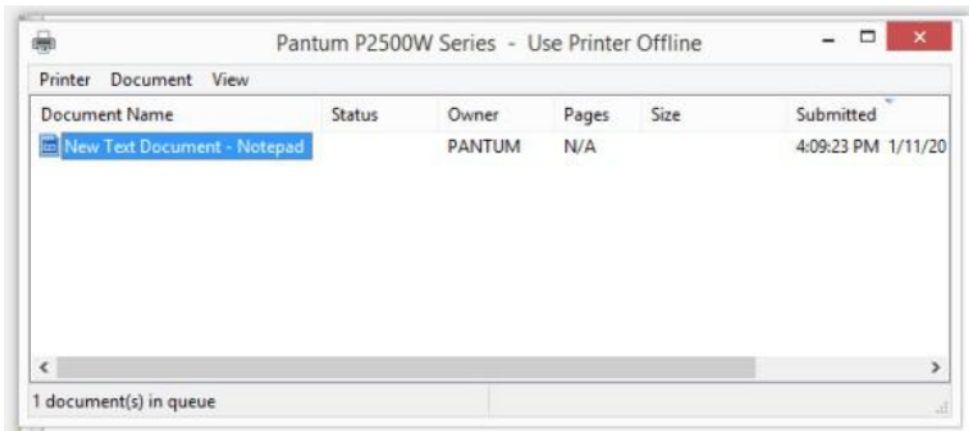 Pantum P2500W Series - Use Printer Offline
Printer Document View
Document Name Status Owner Pages Size Submitted
New Text Document - Notepad PANTUM N/A 4:09:23 PM 1/11/20
1 document(s) in queue